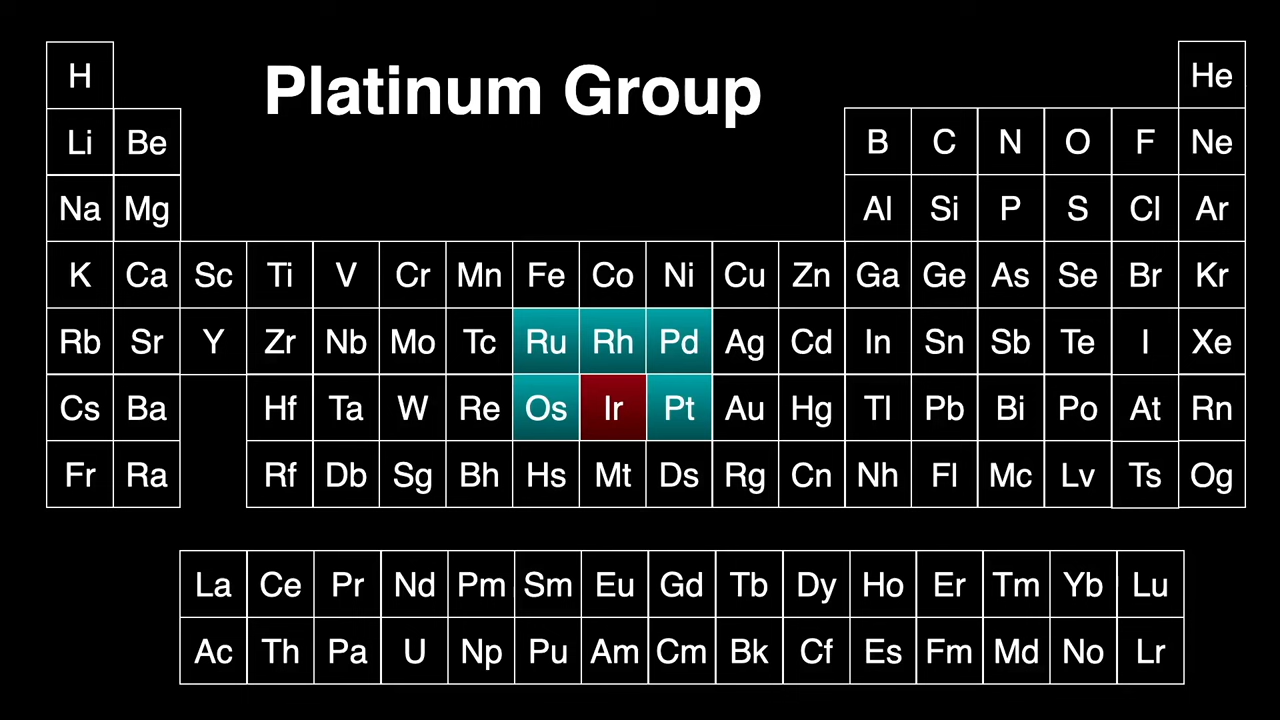 H He
Platinum Group
Li Be B C N O F Ne
Na Mg Al Si P S Cl Ar
K Ca Sc Ti V Cr Mn Fe Co Ni Cu Zn Ga Ge As Se Br Kr
Rb Sr Y Zr Nb Mo Tc Ru Rh Pd Ag Cd In Sn Sb Te I Xe
Cs Ba Hf Ta W Re Os Ir Pt Au Hg Tl Pb Bi Po At Rn
Fr Ra Rf Db Sg Bh Hs Mt Ds Rg Cn Nh Fl Mc Lv Ts Og
La Ce Pr Nd Pm Sm Eu Gd Tb Dy Ho Er Tm Yb Lu
Ac Th Pa U Np Pu Am Cm Bk Cf Es Fm Md No Lr